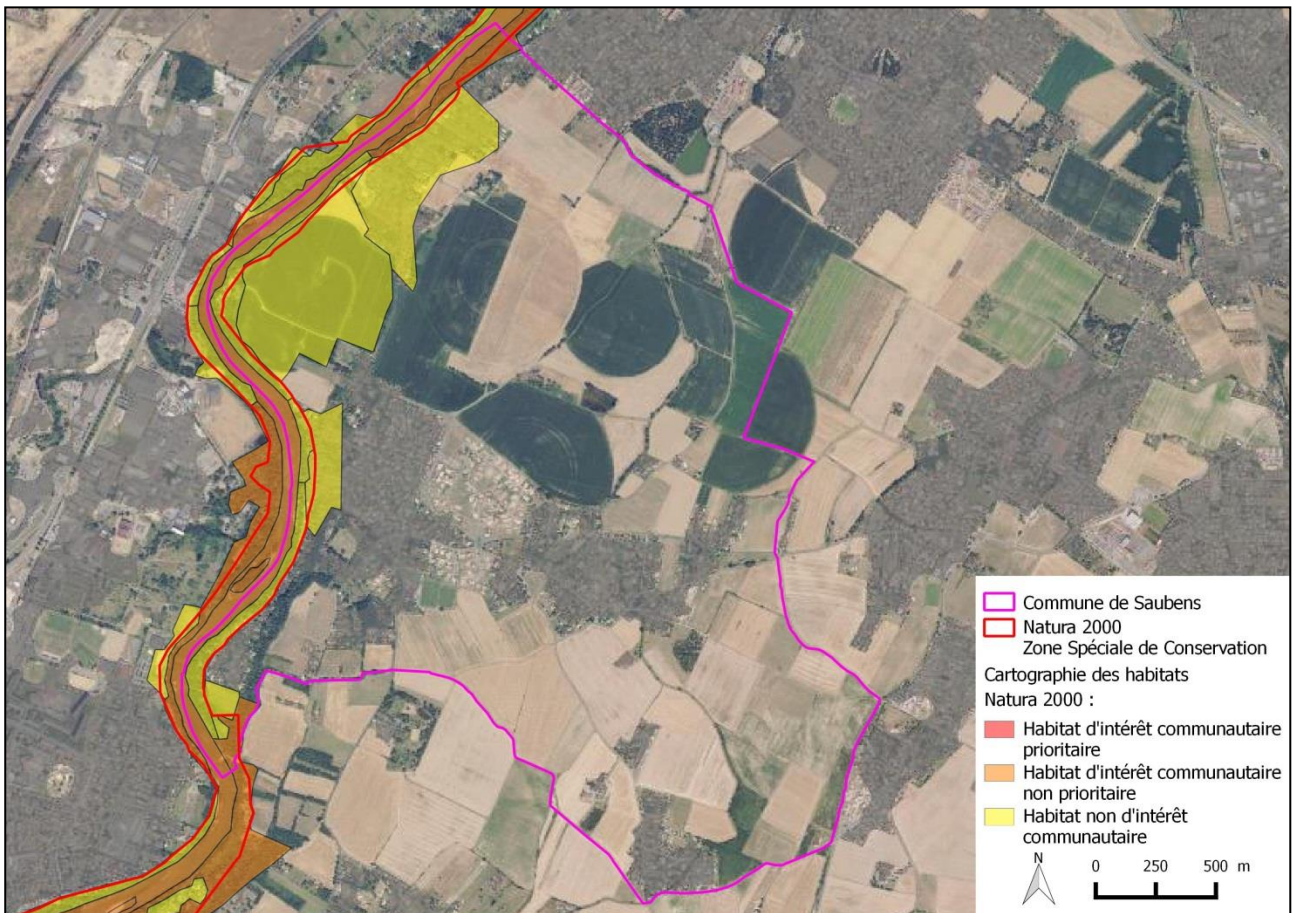 Commune de Saubens
Natura 2000
Zone Spéciale de Conservation
Cartographie des habitats
Natura 2000 :
Habitat d'intérêt communautaire
prioritaire
Habitat d'intérêt communautaire
non prioritaire
Habitat non d'intérêt
communautaire
N
0 250 500 m